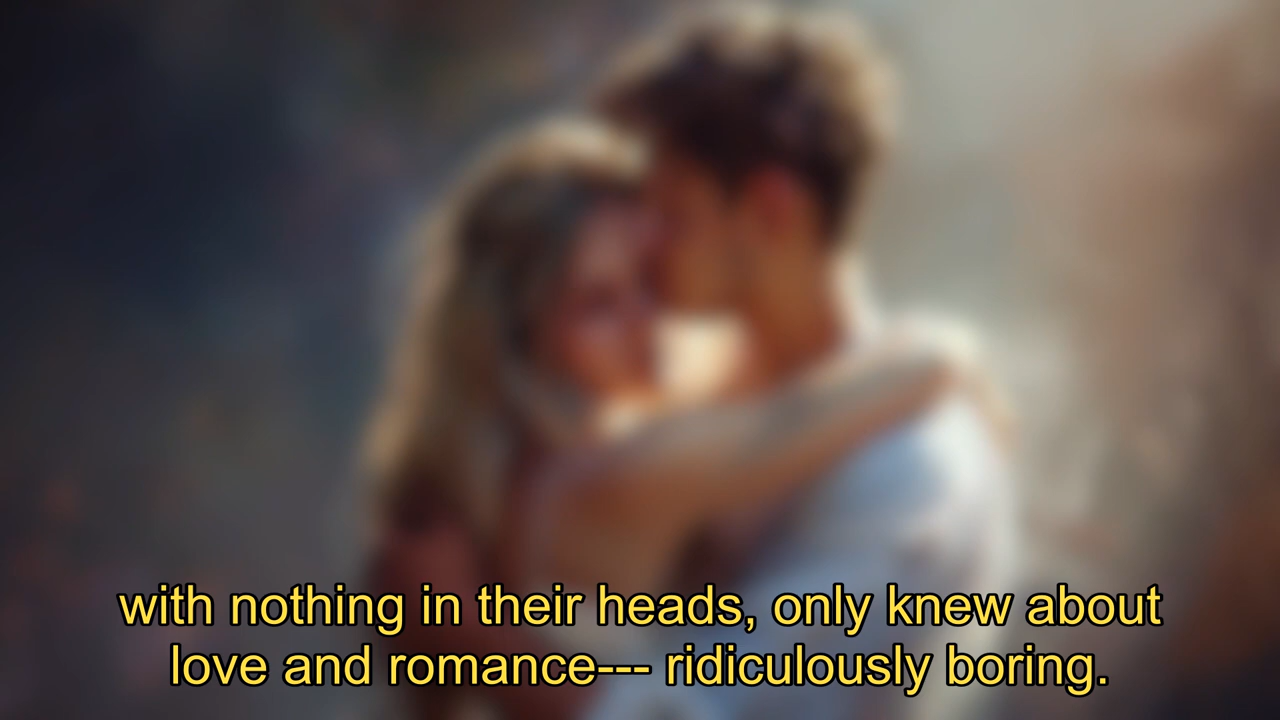 with nothing in their heads, only knew about
love and romance--- ridiculously boring.